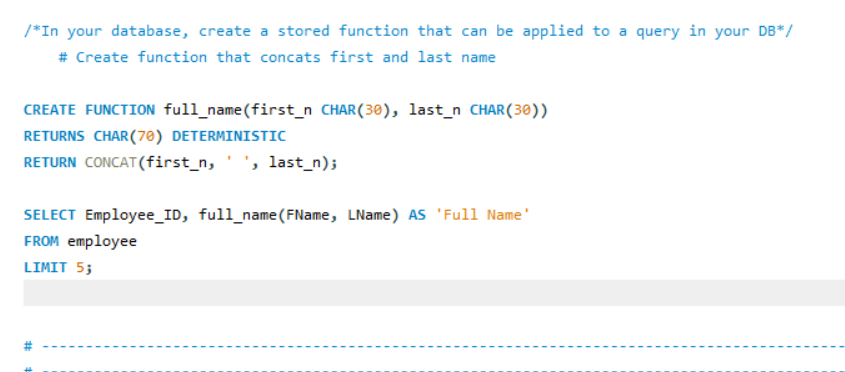 /*In your database, create a stored function that can be applied to a query in your DB*/
# Create function that concats first and last name
CREATE FUNCTION full_name(first_n CHAR(30), last_n CHAR(30))
RETURNS CHAR(70) DETERMINISTIC
RETURN CONCAT(first_n, ' ', last_n);
SELECT Employee_ID, full_name(FName, LName) AS 'Full Name'
FROM employee
LIMIT 5;
# --------------------------------------------------------------------------------------------
# --------------------------------------------------------------------------------------------